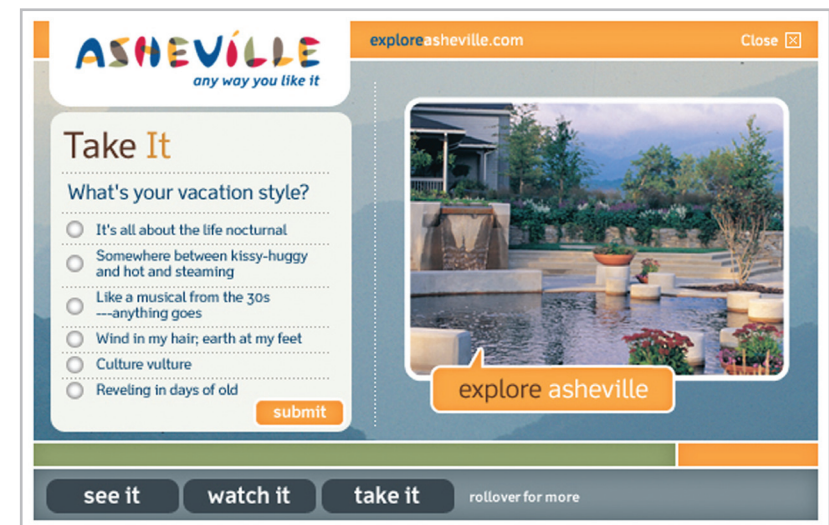 ASHEVILLE
any way you like it
exploreasheville.com
Close
Take It
What's your vacation style?
It's all about the life nocturnal
Somewhere between kissy-huggy
and hot and steaming
Like a musical from the 30s
---anything goes
Wind in my hair; earth at my feet
Culture vulture
Reveling in days of old
submit
explore asheville
see it
watch it
take it
rollover for more